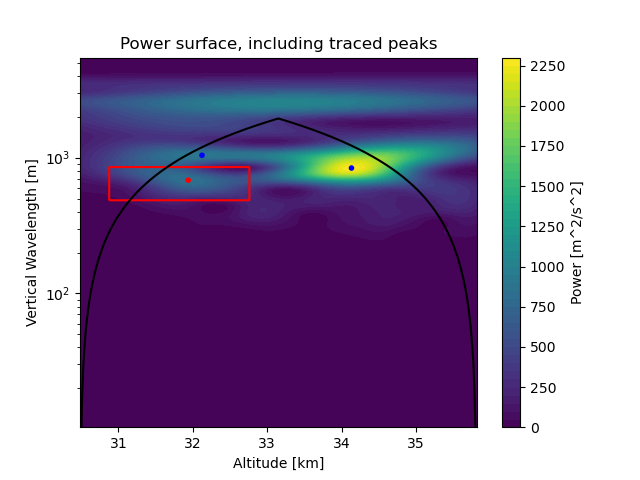 Power surface, including traced peaks
Vertical Wavelength [m]
10^3
10^2
31 32 33 34 35
Altitude [km]
2250
2000
1750
1500
1250
1000
750
500
250
0
Power [m^2/s^2]